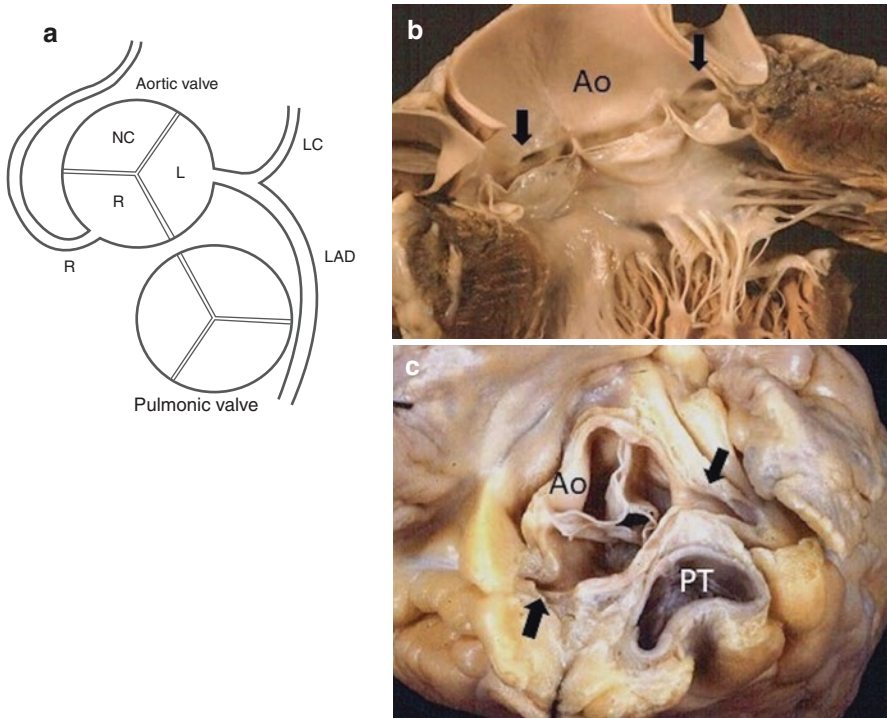 a
Aortic valve
NC
L
R
LC
R
LAD
Pulmonic valve
b
Ao
c
Ao
PT